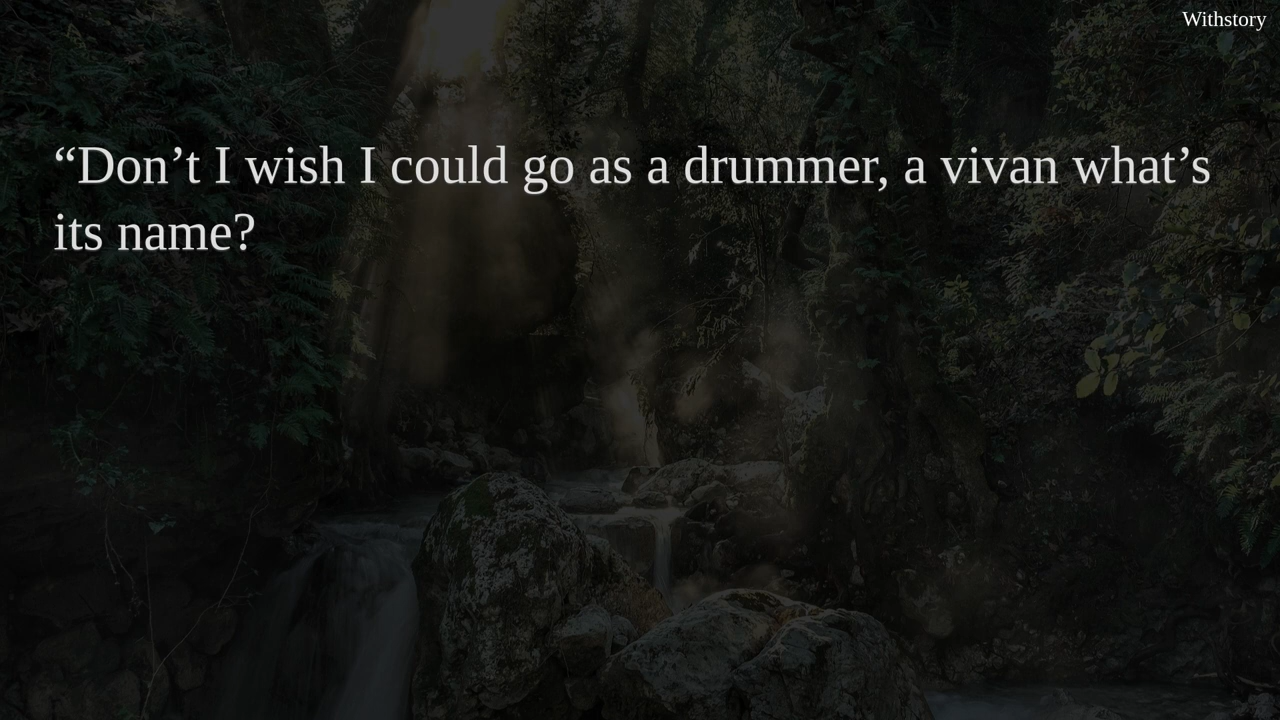 Withstory
“Don’t I wish I could go as a drummer, a vivan what’s
its name?